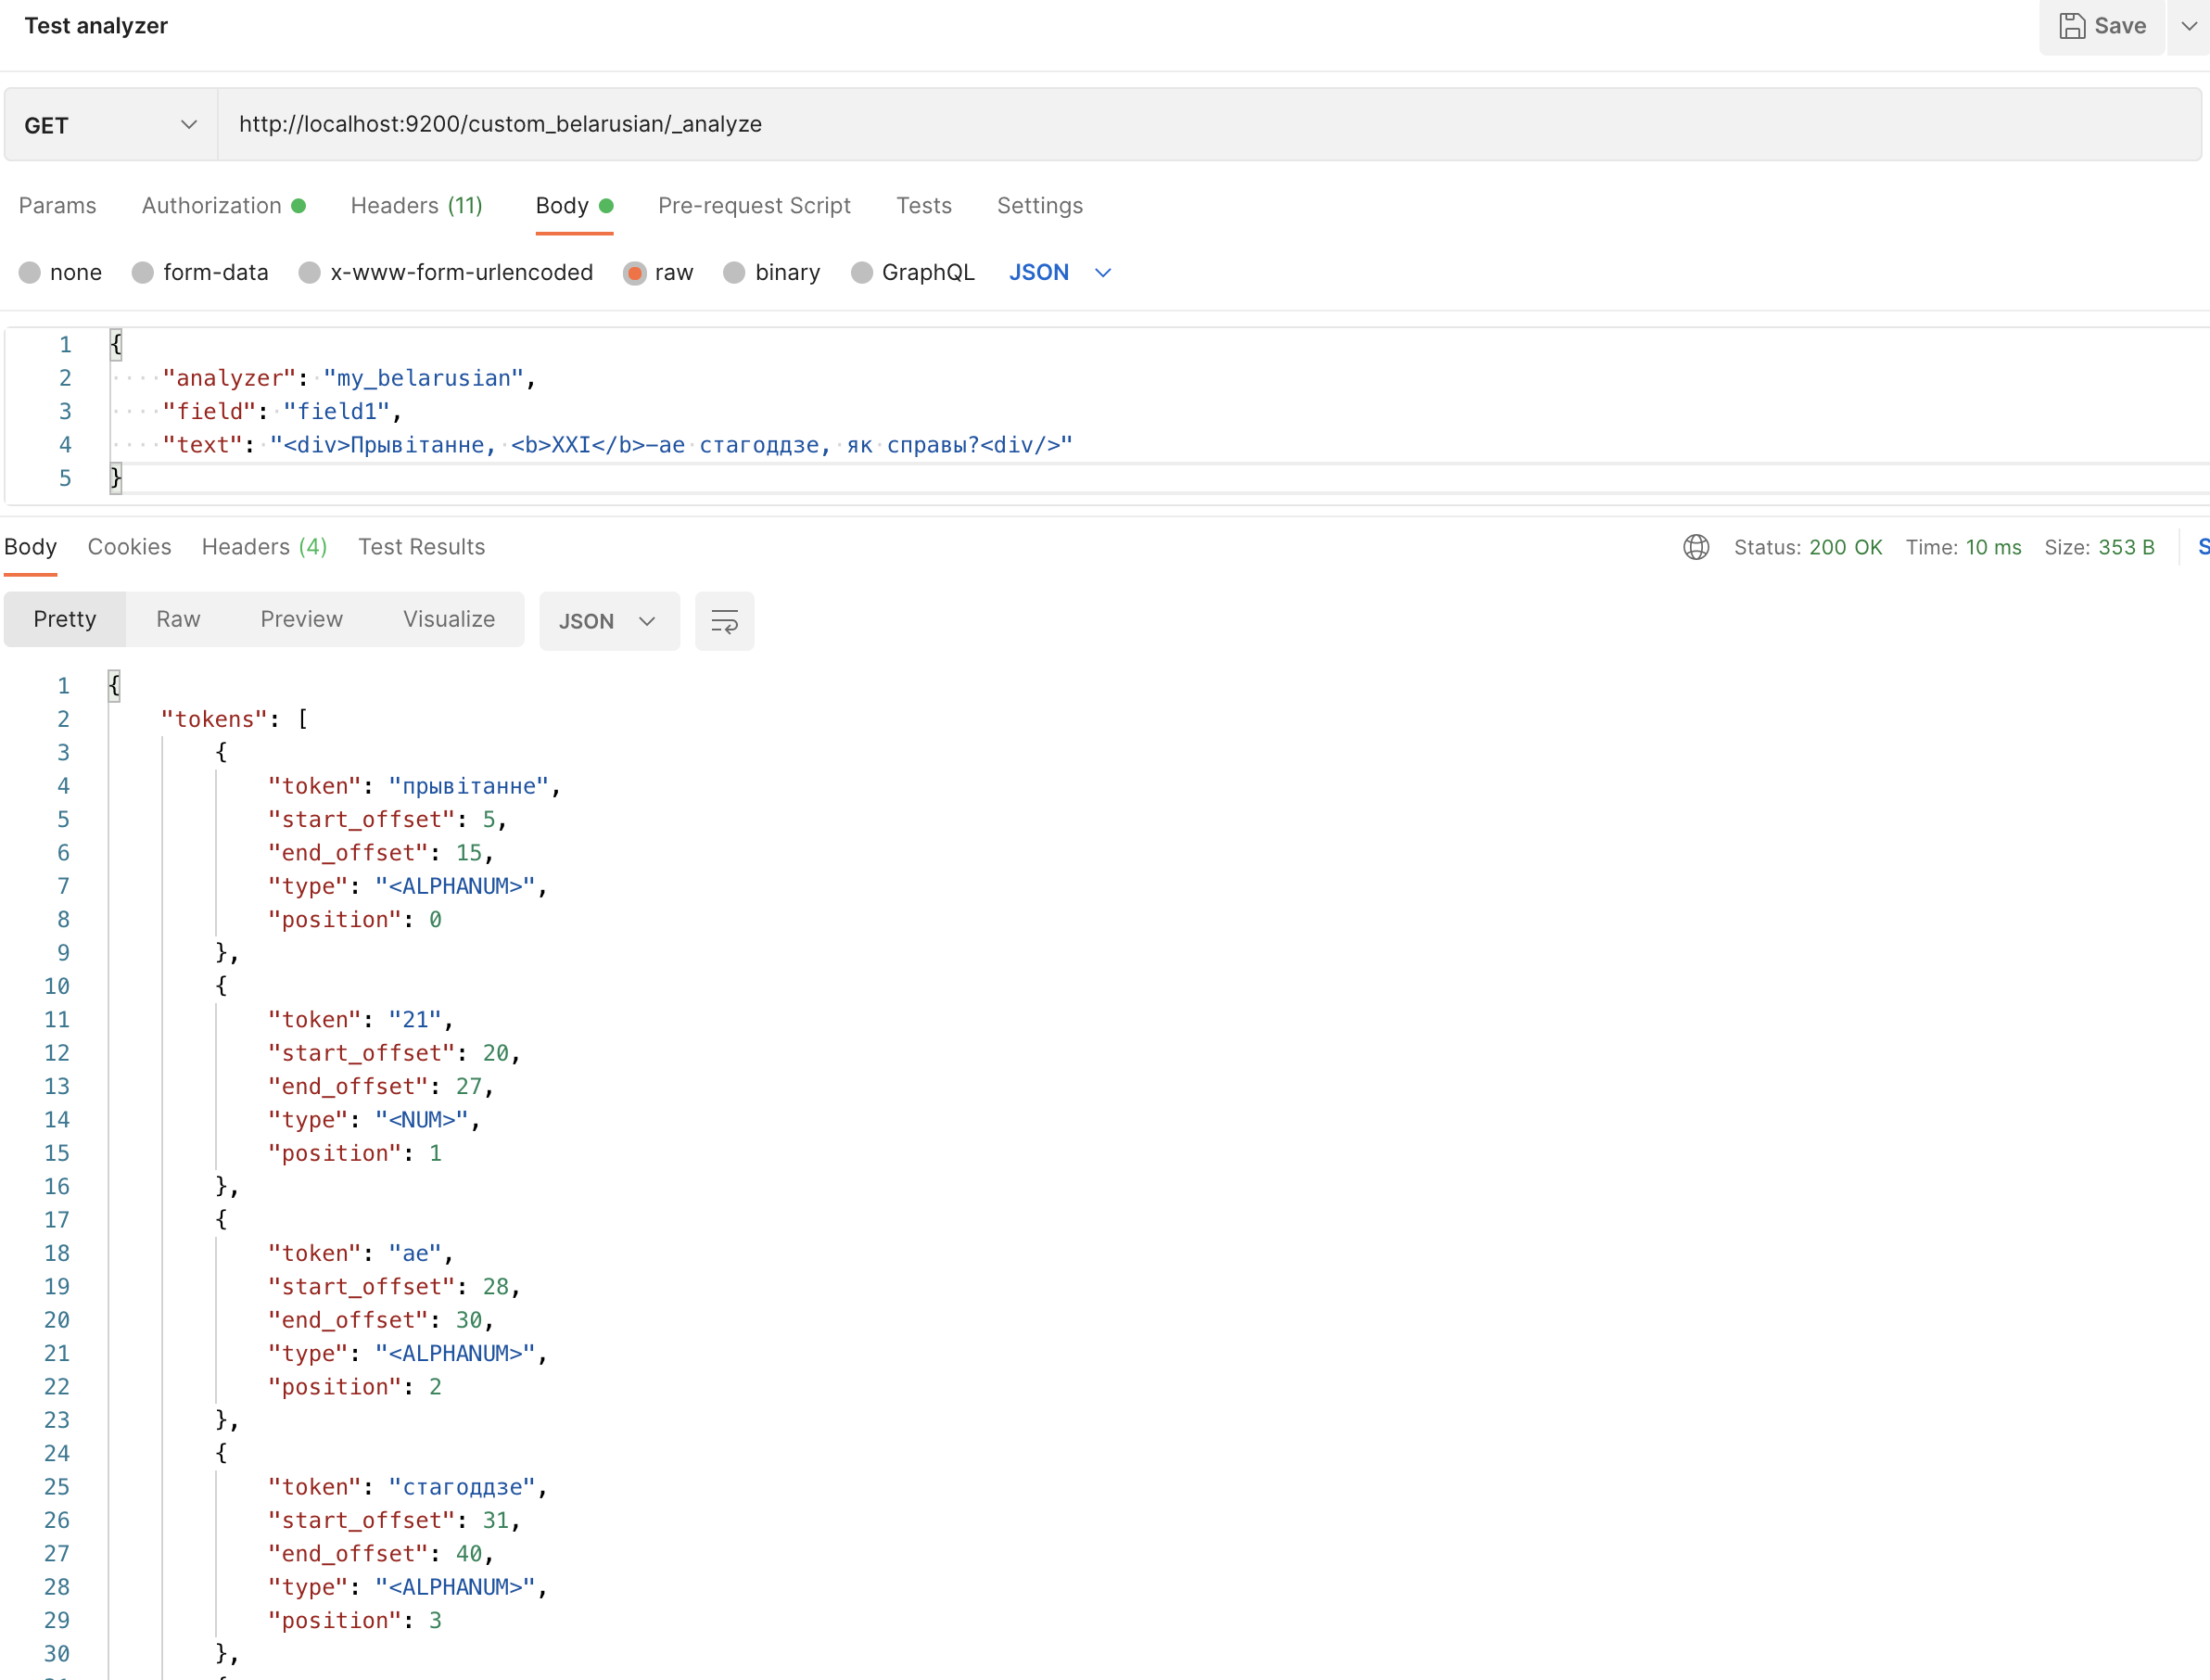 Test analyzer
Save
GET
http://localhost:9200/custom_belarusian/_analyze
Params Authorization Headers (11) Body Pre-request Script Tests Settings
none form-data x-www-form-urlencoded raw binary GraphQL JSON
1 {
2 "analyzer": "my_belarusian",
3 "field": "field1",
4 "text": "<div>Прывітанне, <b>XXI</b>-ае стагоддзе, як справы?<div/>"
5 }
Body Cookies Headers (4) Test Results Status: 200 OK Time: 10 ms Size: 353 B
Pretty Raw Preview Visualize JSON
1 {
2 "tokens": [
3 {
4 "token": "прывітанне",
5 "start_offset": 5,
6 "end_offset": 15,
7 "type": "<ALPHANUM>",
8 "position": 0
9 },
10 {
11 "token": "21",
12 "start_offset": 20,
13 "end_offset": 27,
14 "type": "<NUM>",
15 "position": 1
16 },
17 {
18 "token": "ае",
19 "start_offset": 28,
20 "end_offset": 30,
21 "type": "<ALPHANUM>",
22 "position": 2
23 },
24 {
25 "token": "стагоддзе",
26 "start_offset": 31,
27 "end_offset": 40,
28 "type": "<ALPHANUM>",
29 "position": 3
30 },